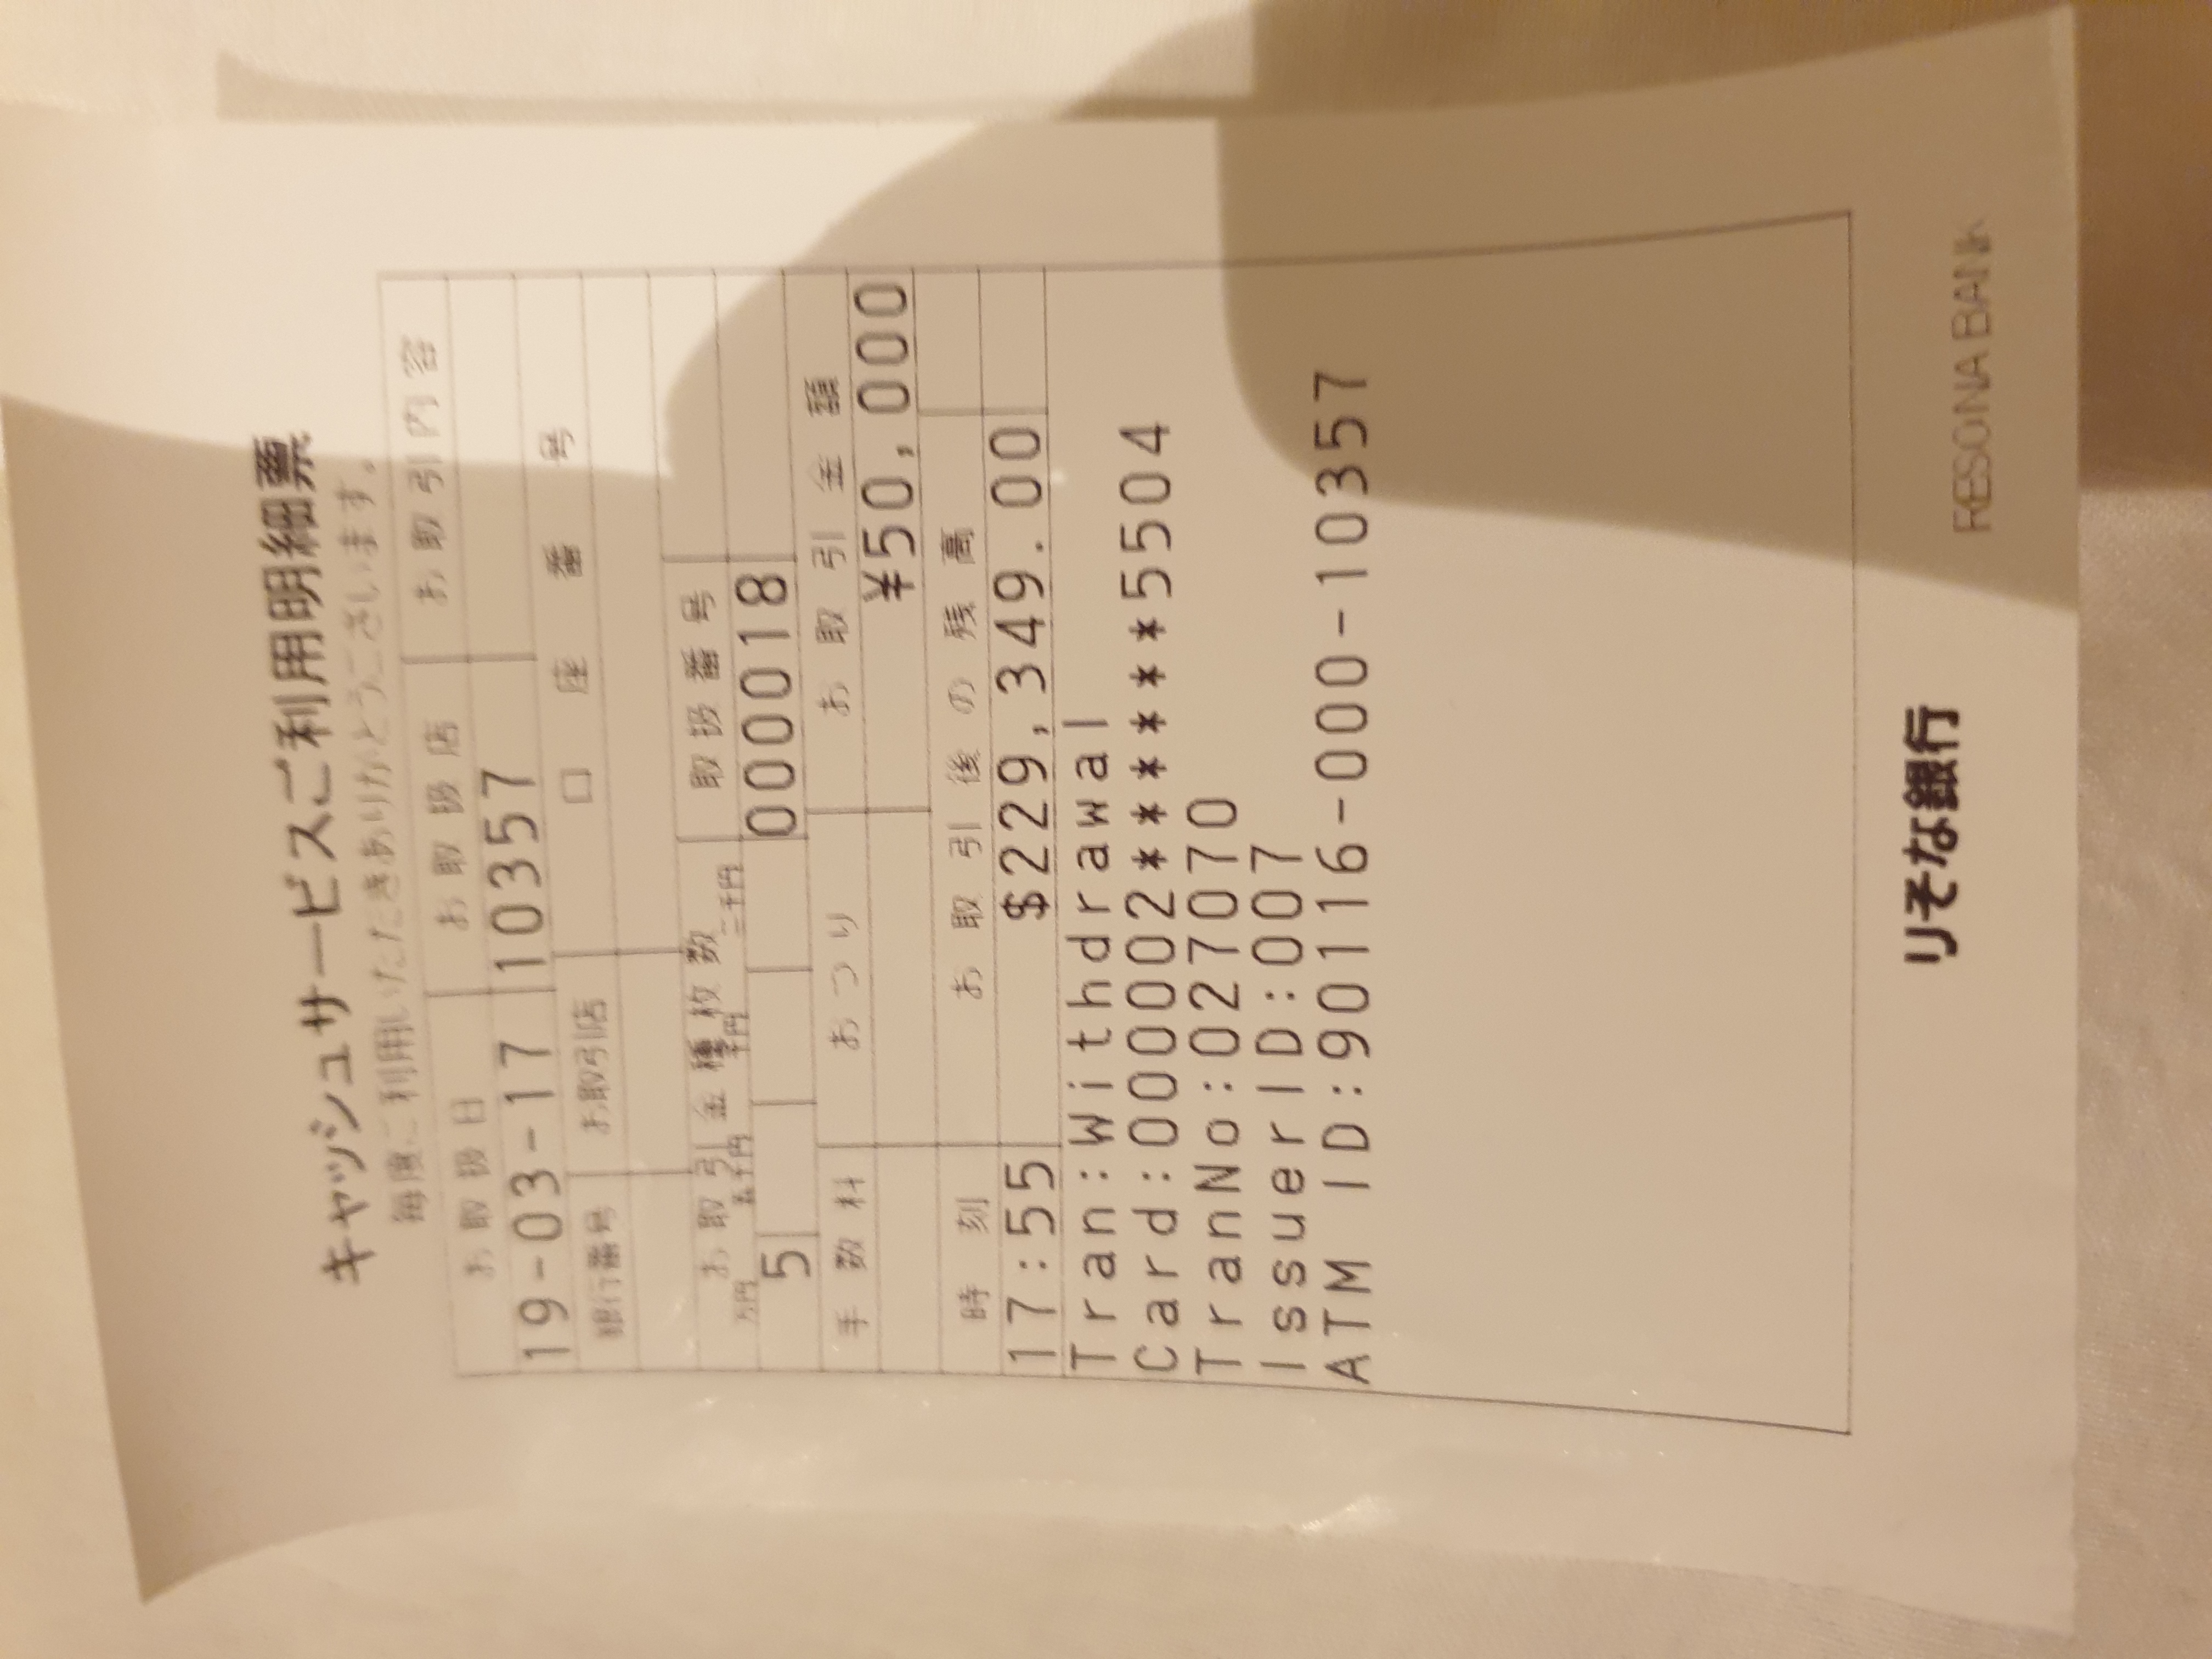 キャッシュサービスご利用明細票
毎度ご利用いただきありがとうございます。
お取扱日 お取扱店 お取引内容
19-03-17 10357
銀行番号 お取引店 口座番号
お取引金種枚数 取扱番号
万円 五千円 千円 二千円
5 000018
手数料 おつり お取引金額
¥50,000
時刻 お取引後の残高
17:55 $229,349.00
Tran:Withdrawal
Card:000002******5504
TranNo:027070
IssuerID:007
ATM ID:90116-000-10357
りそな銀行 RESONA BANK